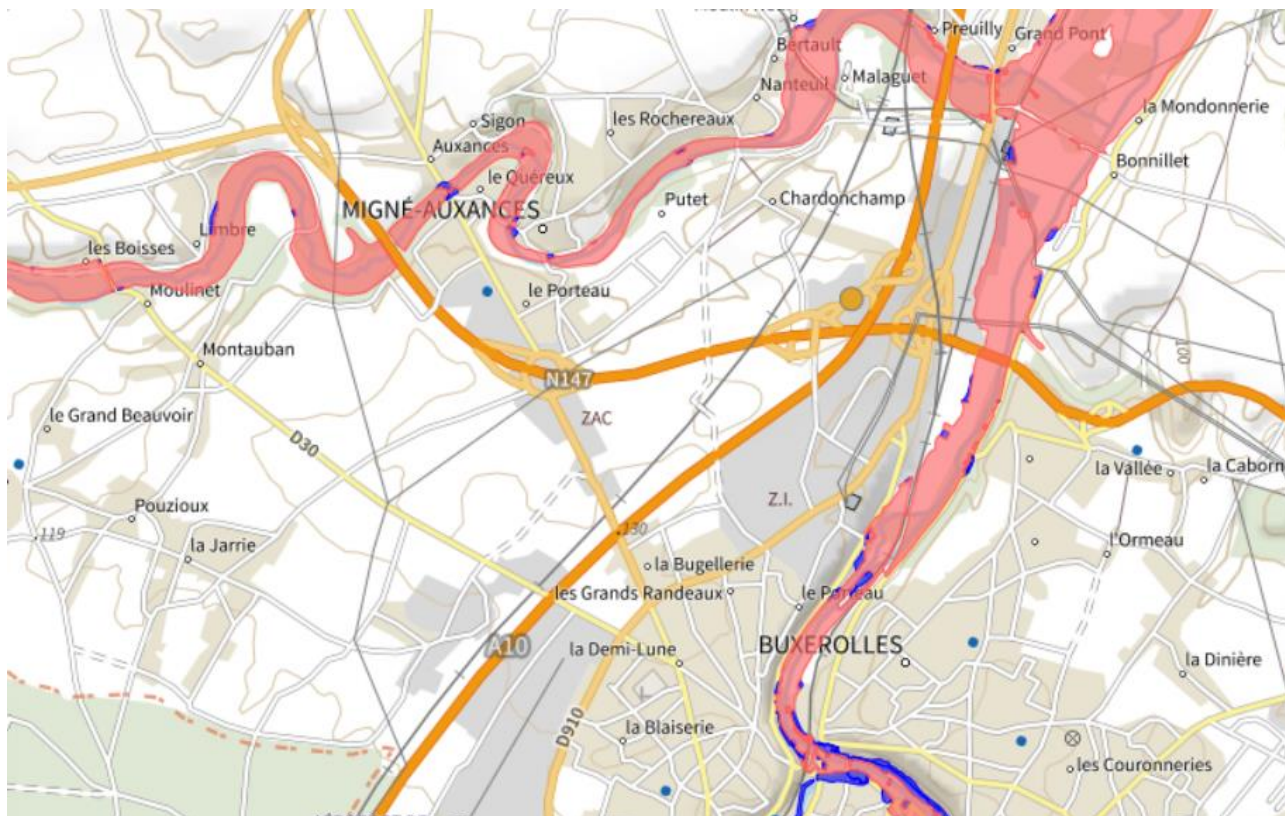 Preuilly
Grand Pont
Bertault
Malaguet
Nanteuil
la Mondonnerie
Sigon
les Rochereaux
Auxances
Bonnillet
le Quéreux
Chardonchamp
MIGNÉ-AUXANCES
Putet
Limbre
les Boisses
Moulinet
le Porteau
Montauban
100
N147
le Grand Beauvoir
ZAC
D30
la Vallée
la Caborn
Z.I.
Pouzioux
119
130
la Jarrie
l'Ormeau
la Bugellerie
les Grands Randeaux
BUXEROLLES
A10
la Demi-Lune
la Dinière
D910
la Blaiserie
les Couronneries